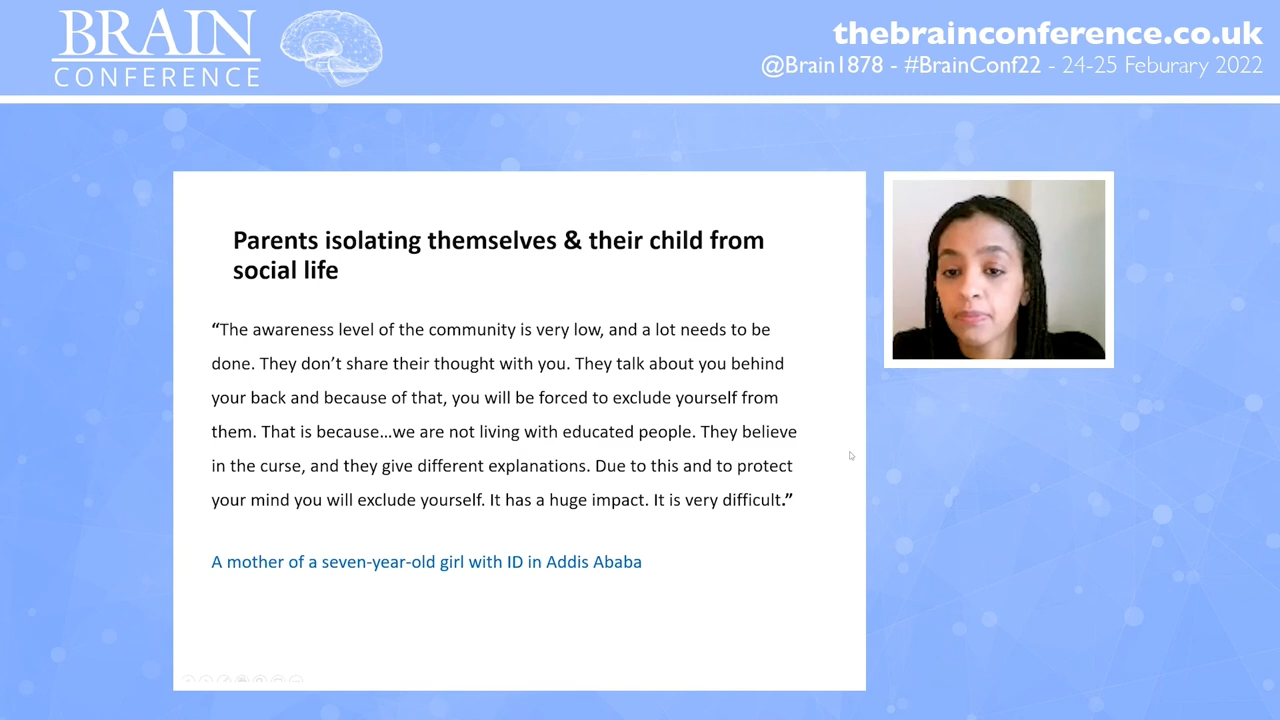 BRAIN
CONFERENCE
thebrainconference.co.uk
@Brain1878 - #BrainConf22 - 24-25 Feburary 2022
Parents isolating themselves & their child from
social life
“The awareness level of the community is very low, and a lot needs to be
done. They don’t share their thought with you. They talk about you behind
your back and because of that, you will be forced to exclude yourself from
them. That is because…we are not living with educated people. They believe
in the curse, and they give different explanations. Due to this and to protect
your mind you will exclude yourself. It has a huge impact. It is very difficult.”
A mother of a seven-year-old girl with ID in Addis Ababa